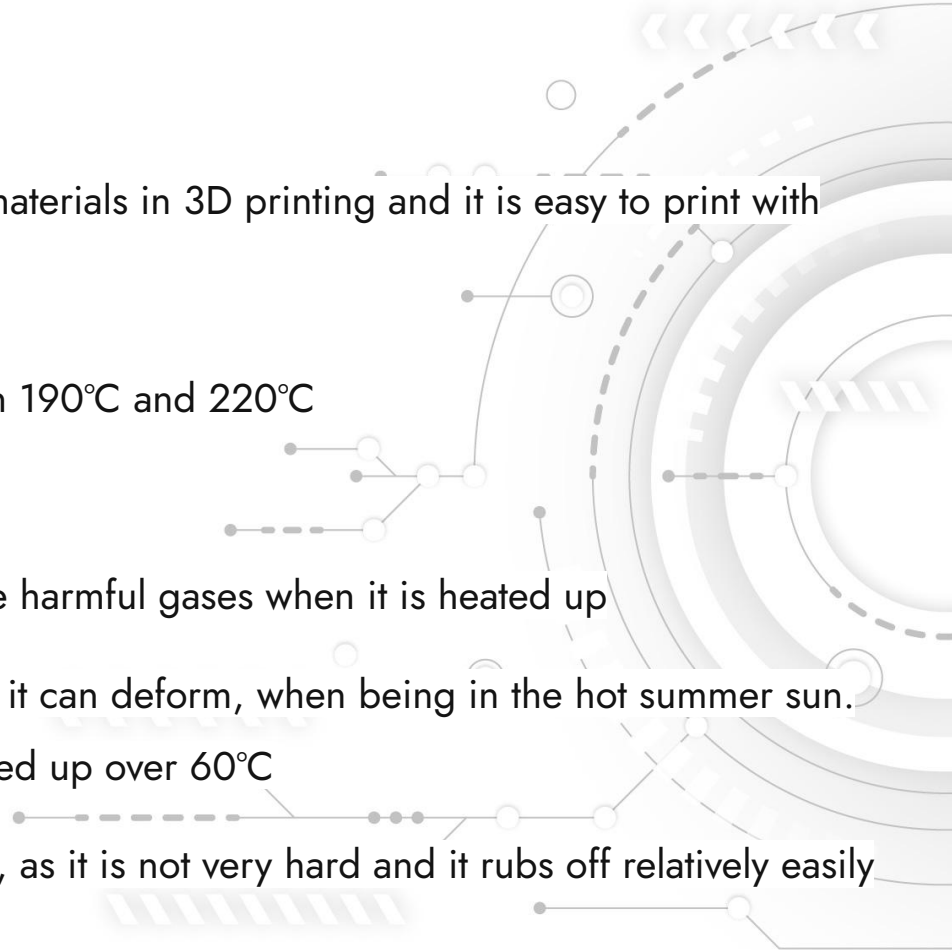 materials in 3D printing and it is easy to print with
190°C and 220°C
harmful gases when it is heated up
it can deform, when being in the hot summer sun.
up over 60°C
, as it is not very hard and it rubs off relatively easily